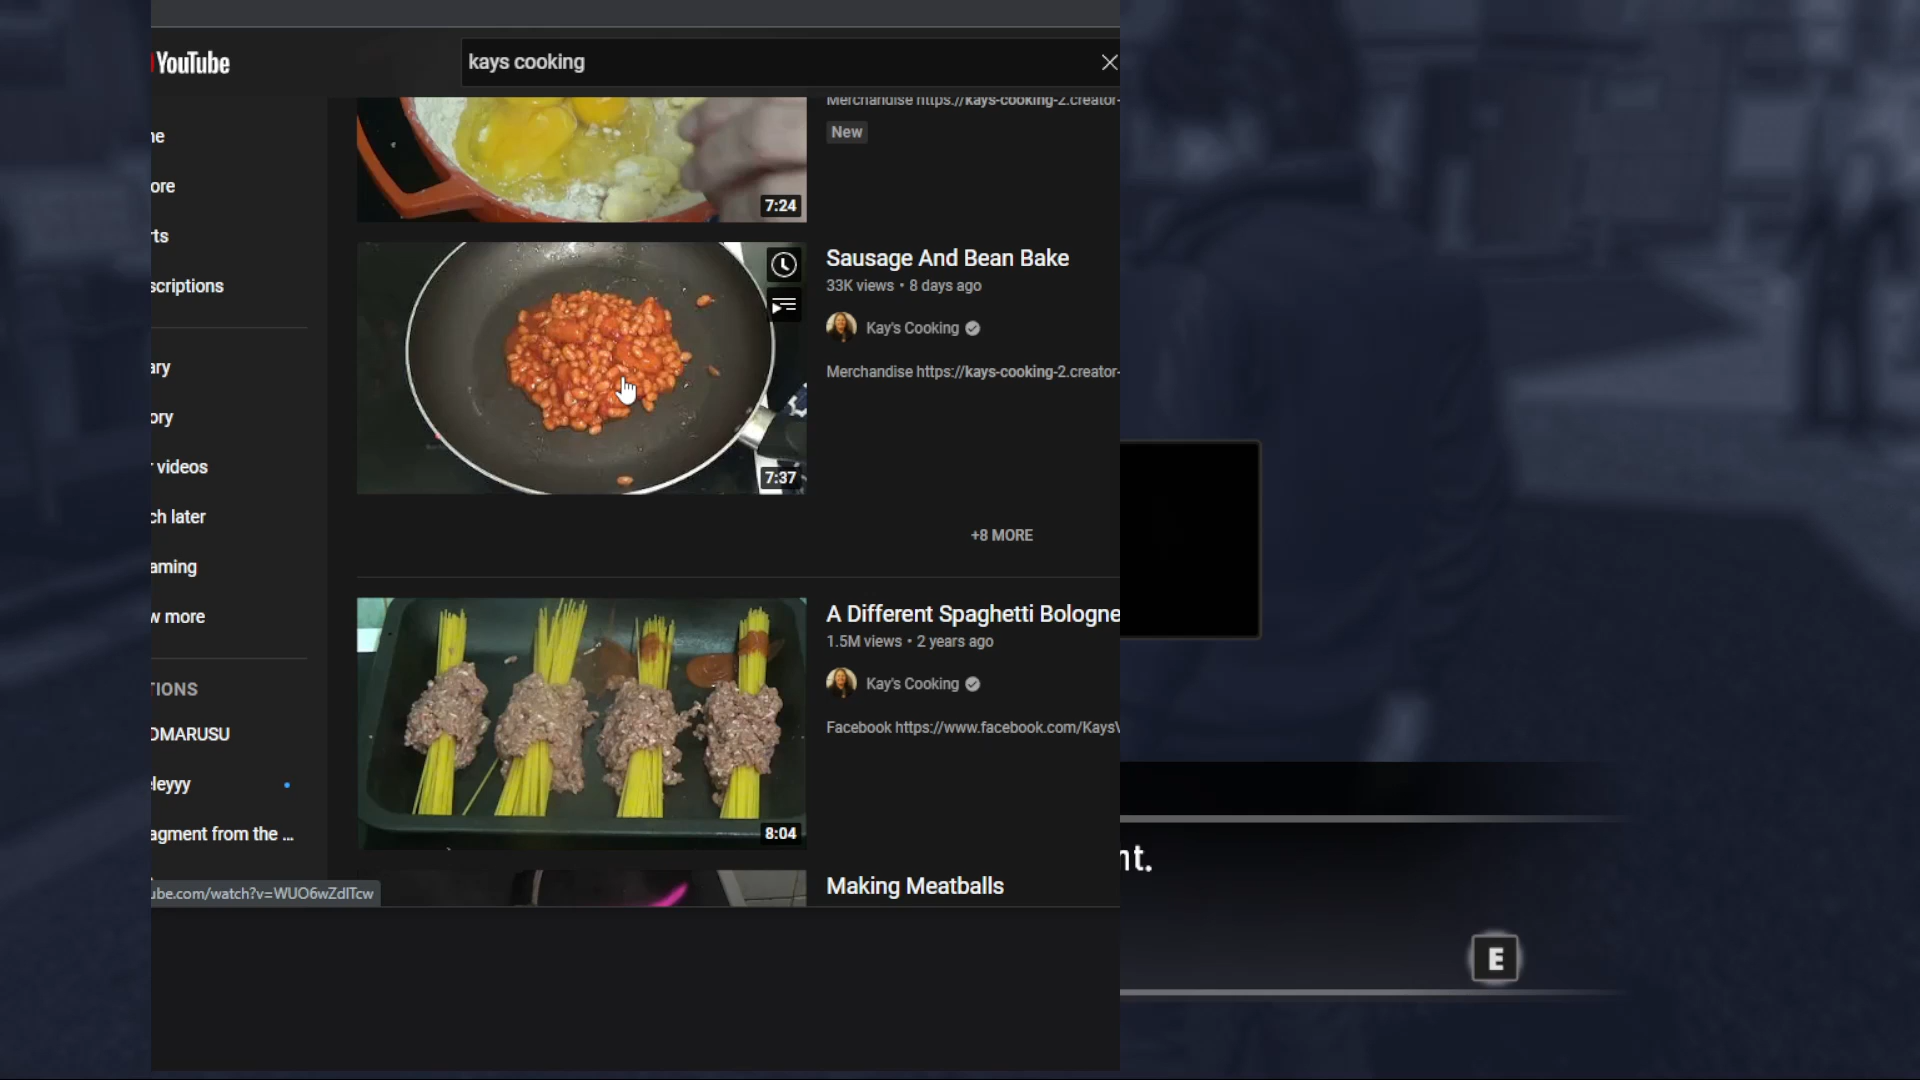 YouTube
kays cooking
Merchandise https://kays-cooking-2.creator-
New
7:24
ne
ore
rts
scriptions
ary
ory
r videos
ch later
aming
w more
TIONS
OMARUSU
eleyyy
agment from the ...
Sausage And Bean Bake
33K views • 8 days ago
Kay's Cooking
Merchandise https://kays-cooking-2.creator-
7:37
+8 MORE
A Different Spaghetti Bologne
1.5M views • 2 years ago
Kay's Cooking
Facebook https://www.facebook.com/KaysV
8:04
Making Meatballs
ube.com/watch?v=WUO6wZdITcw
nt.
E